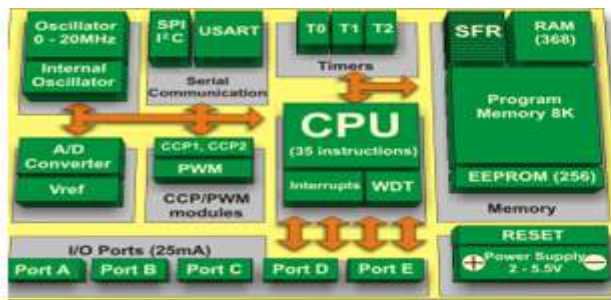 Oscillator
0 - 20MHz
Internal
Oscillator
SPI
I²C
USART
Serial
Communication
T0 T1 T2
Timers
SFR
RAM
(368)
Program
Memory 8K
EEPROM (256)
Memory
A/D
Converter
Vref
CCP1, CCP2
PWM
CCP/PWM
modules
CPU
(35 instructions)
Interrupts
WDT
I/O Ports (25mA)
Port A
Port B
Port C
Port D
Port E
RESET
+
Power Supply
2 - 5.5V
−